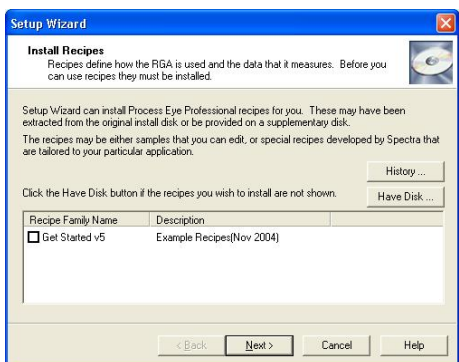 Setup Wizard
Install Recipes
Recipes define how the RGA is used and the data that it measures. Before you
can use recipes they must be installed.
Setup Wizard can install Process Eye Professional recipes for you. These may have been
extracted from the original install disk or be provided on a supplementary disk.
The recipes may be either samples that you can edit, or special recipes developed by Spectra that
are tailored to your particular application.
History ...
Click the Have Disk button if the recipes you wish to install are not shown.
Have Disk ...
Recipe Family Name Description
Get Started v5 Example Recipes(Nov 2004)
< Back Next > Cancel Help